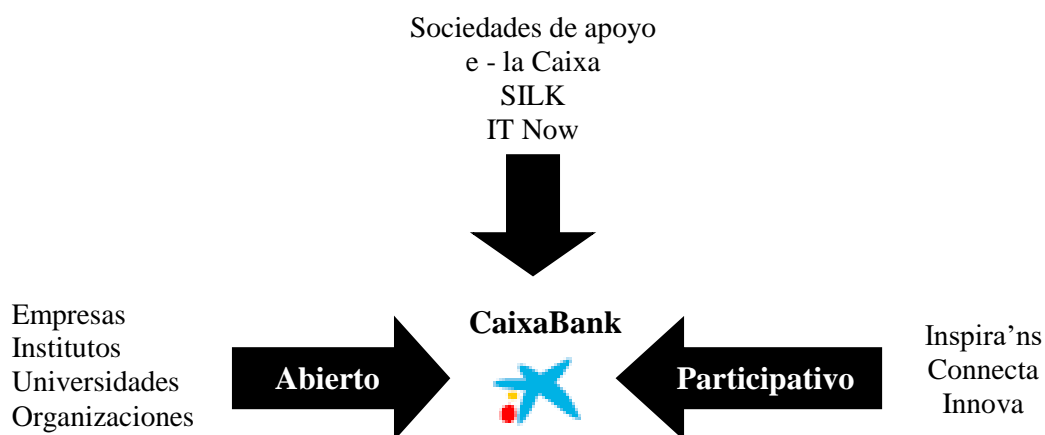 Sociedades de apoyo
e - la Caixa
SILK
IT Now
Empresas
Institutos
Universidades
Organizaciones
Abierto
CaixaBank
Participativo
Inspira’ns
Connecta
Innova